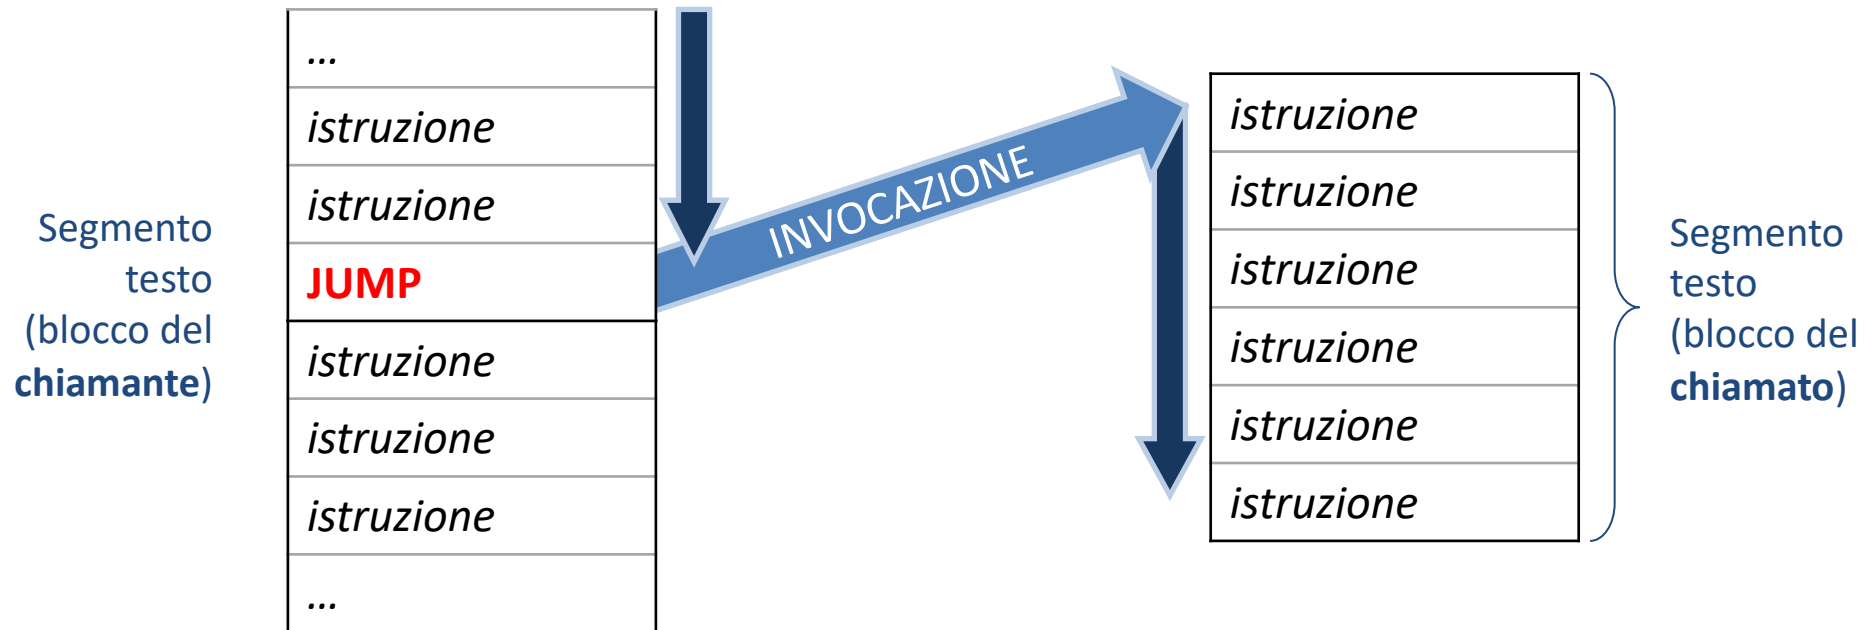 Segmento
testo
(blocco del
chiamante)
...
istruzione
istruzione
JUMP
istruzione
istruzione
istruzione
...
INVOCAZIONE
istruzione
istruzione
istruzione
istruzione
istruzione
istruzione
Segmento
testo
(blocco del
chiamato)